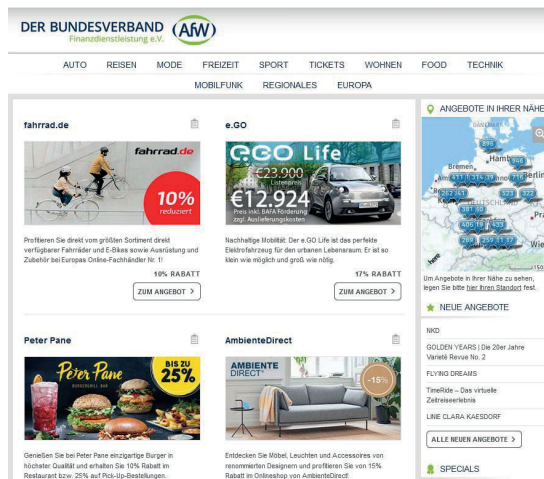 DER BUNDESVERBAND AfW
Finanzdienstleistung e.V.
AUTO REISEN MODE FREIZEIT SPORT TICKETS WOHNEN FOOD TECHNIK
MOBILFUNK REGIONALES EUROPA
fahrrad.de
fahrrad.de
10%
reduziert
Profitieren Sie direkt vom größten Sortiment direkt
verfügbarer Fahrräder und E-Bikes sowie Ausrüstung und
Zubehör bei Europas Online-Fachhändler Nr. 1!
10% RABATT
ZUM ANGEBOT >
e.GO
e.GO Life
€23.900
Listenpreis
€12.924
Preis inkl. BAFA Förderung
zzgl. Auslieferungskosten
Nachhaltige Mobilität: Der e.GO Life ist das perfekte
Elektrofahrzeug für den urbanen Lebensraum. Er ist so
klein wie möglich und groß wie nötig.
17% RABATT
ZUM ANGEBOT >
Peter Pane
Peter Pane
BURGERGRILL & BAR
BIS ZU
25%
Genießen Sie bei Peter Pane einzigartige Burger in
höchster Qualität und erhalten Sie 10% Rabatt im
Restaurant bzw. 25% auf Pick-Up-Bestellungen.
AmbienteDirect
AMBIENTE
DIRECT
-15%
Entdecken Sie Möbel, Leuchten und Accessoires von
renommierten Designern und profitieren Sie von 15%
Rabatt im Onlineshop von AmbienteDirect!
ANGEBOTE IN IHRER NÄHE
Bremen
Hamb
Berlin
DEUTSCHL
Wie
here
Um Angebote in Ihrer Nähe zu sehen,
legen Sie bitte hier Ihren Standort fest.
NEUE ANGEBOTE
NKD
GOLDEN YEARS | Die 20er Jahre
Varieté Revue No. 2
FLYING DREAMS
TimeRide – Das virtuelle
Zeitreiseerlebnis
LINE CLARA KAESDORF
ALLE NEUEN ANGEBOTE >
SPECIALS